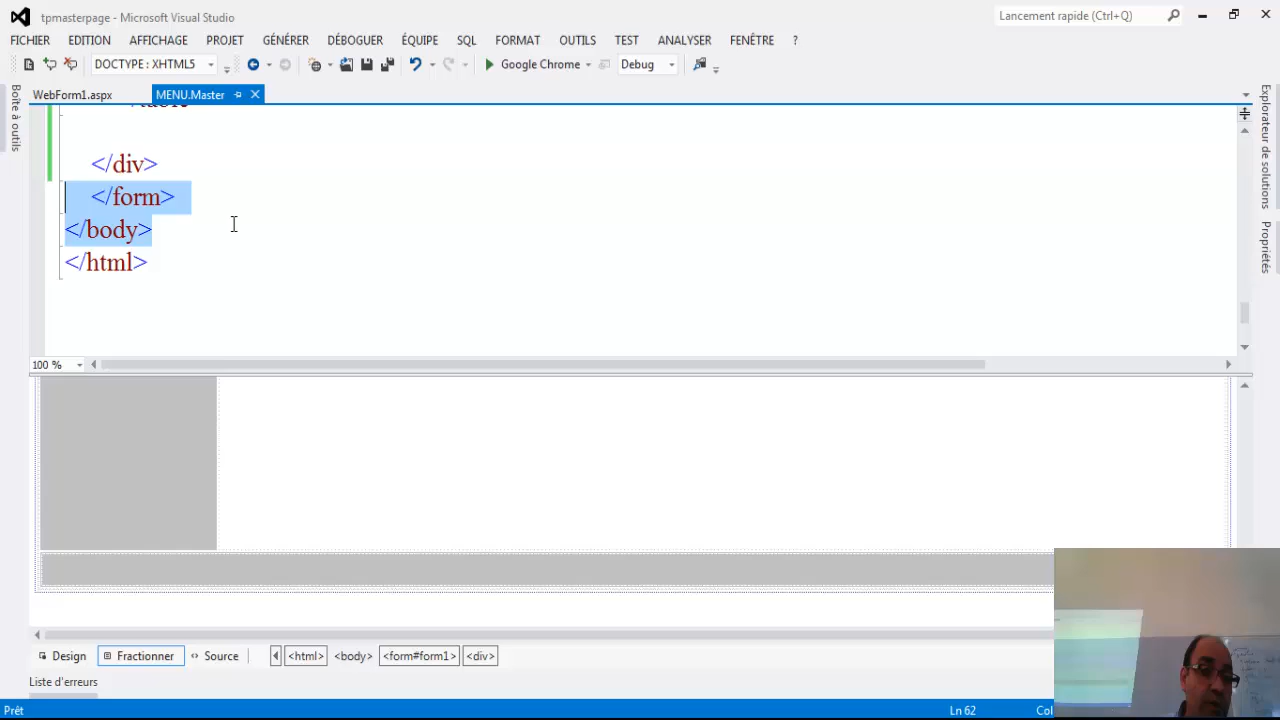 tpmasterpage - Microsoft Visual Studio
Lancement rapide (Ctrl+Q)
FICHIER EDITION AFFICHAGE PROJET GÉNÉRER DÉBOGUER ÉQUIPE SQL FORMAT OUTILS TEST ANALYSER FENÊTRE ?
DOCTYPE : XHTML5 Google Chrome Debug
WebForm1.aspx MENU.Master
Boîte à outils
Explorateur de solutions
Propriétés
</div>
</form>
</body>
</html>
100 %
Design Fractionner Source <html> <body> <form#form1> <div>
Liste d'erreurs
Prêt Ln 62 Col